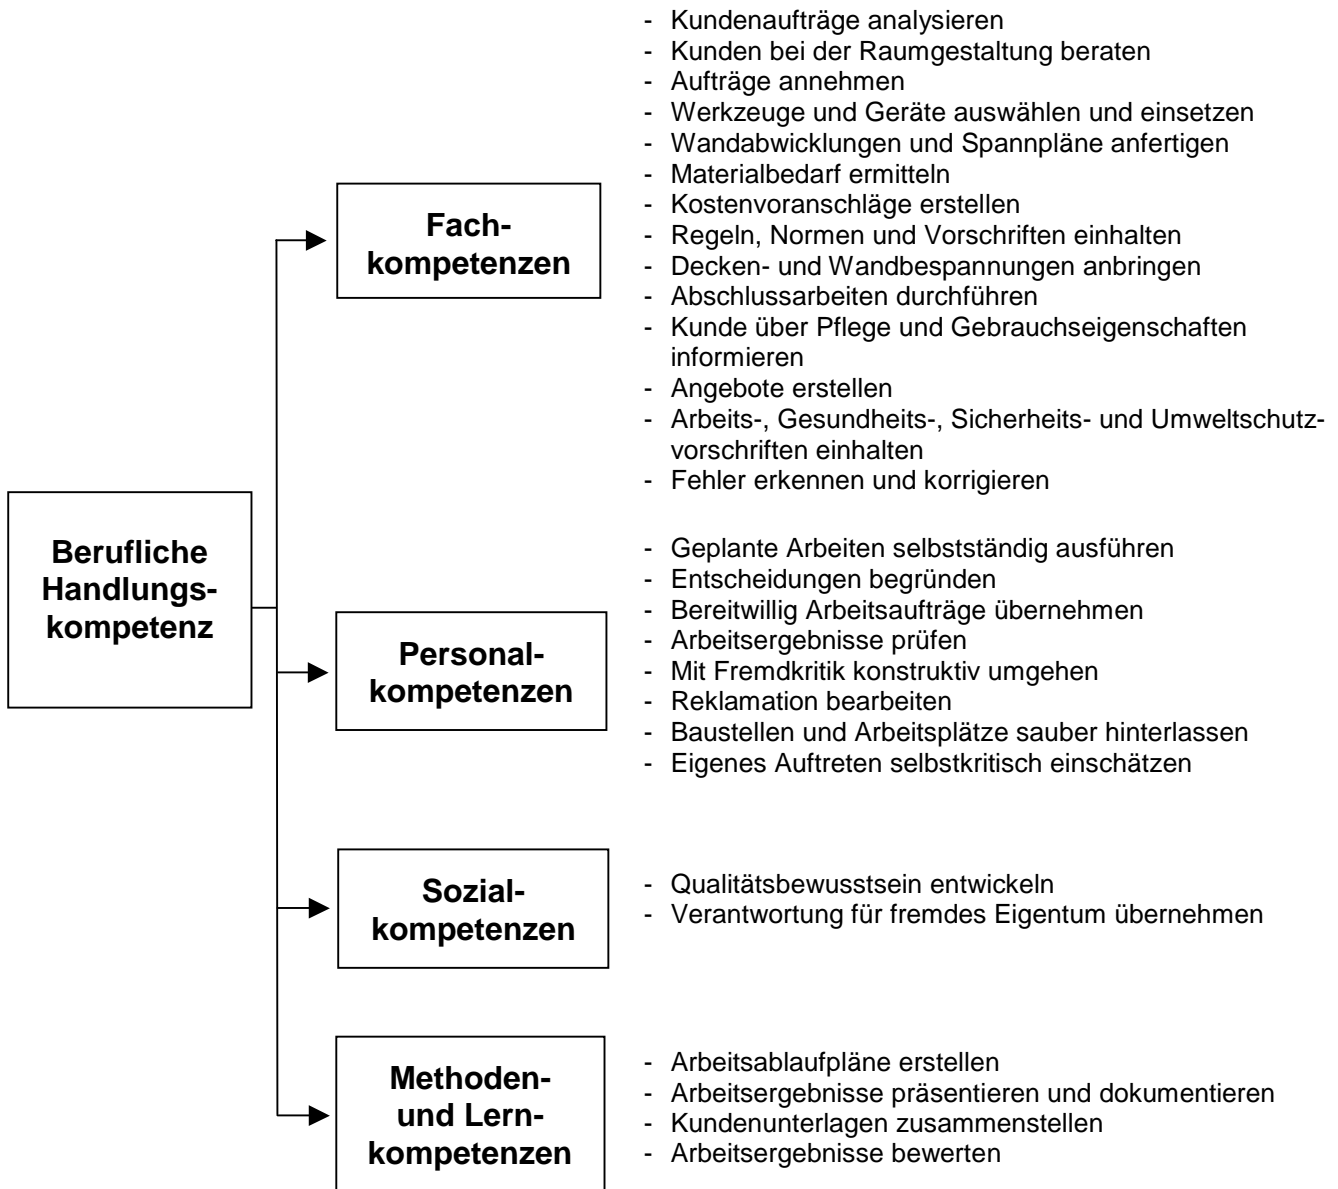 - Kundenaufträge analysieren
- Kunden bei der Raumgestaltung beraten
- Aufträge annehmen
- Werkzeuge und Geräte auswählen und einsetzen
- Wandabwicklungen und Spannpläne anfertigen
- Materialbedarf ermitteln
- Kostenvoranschläge erstellen
- Regeln, Normen und Vorschriften einhalten
- Decken- und Wandbespannungen anbringen
- Abschlussarbeiten durchführen
- Kunde über Pflege und Gebrauchseigenschaften
informieren
- Angebote erstellen
- Arbeits-, Gesundheits-, Sicherheits- und Umweltschutz-
vorschriften einhalten
- Fehler erkennen und korrigieren
Fach-
kompetenzen
Berufliche
Handlungs-
kompetenz
- Geplante Arbeiten selbstständig ausführen
- Entscheidungen begründen
- Bereitwillig Arbeitsaufträge übernehmen
- Arbeitsergebnisse prüfen
- Mit Fremdkritik konstruktiv umgehen
- Reklamation bearbeiten
- Baustellen und Arbeitsplätze sauber hinterlassen
- Eigenes Auftreten selbstkritisch einschätzen
Personal-
kompetenzen
Sozial-
kompetenzen
- Qualitätsbewusstsein entwickeln
- Verantwortung für fremdes Eigentum übernehmen
Methoden-
und Lern-
kompetenzen
- Arbeitsablaufpläne erstellen
- Arbeitsergebnisse präsentieren und dokumentieren
- Kundenunterlagen zusammenstellen
- Arbeitsergebnisse bewerten